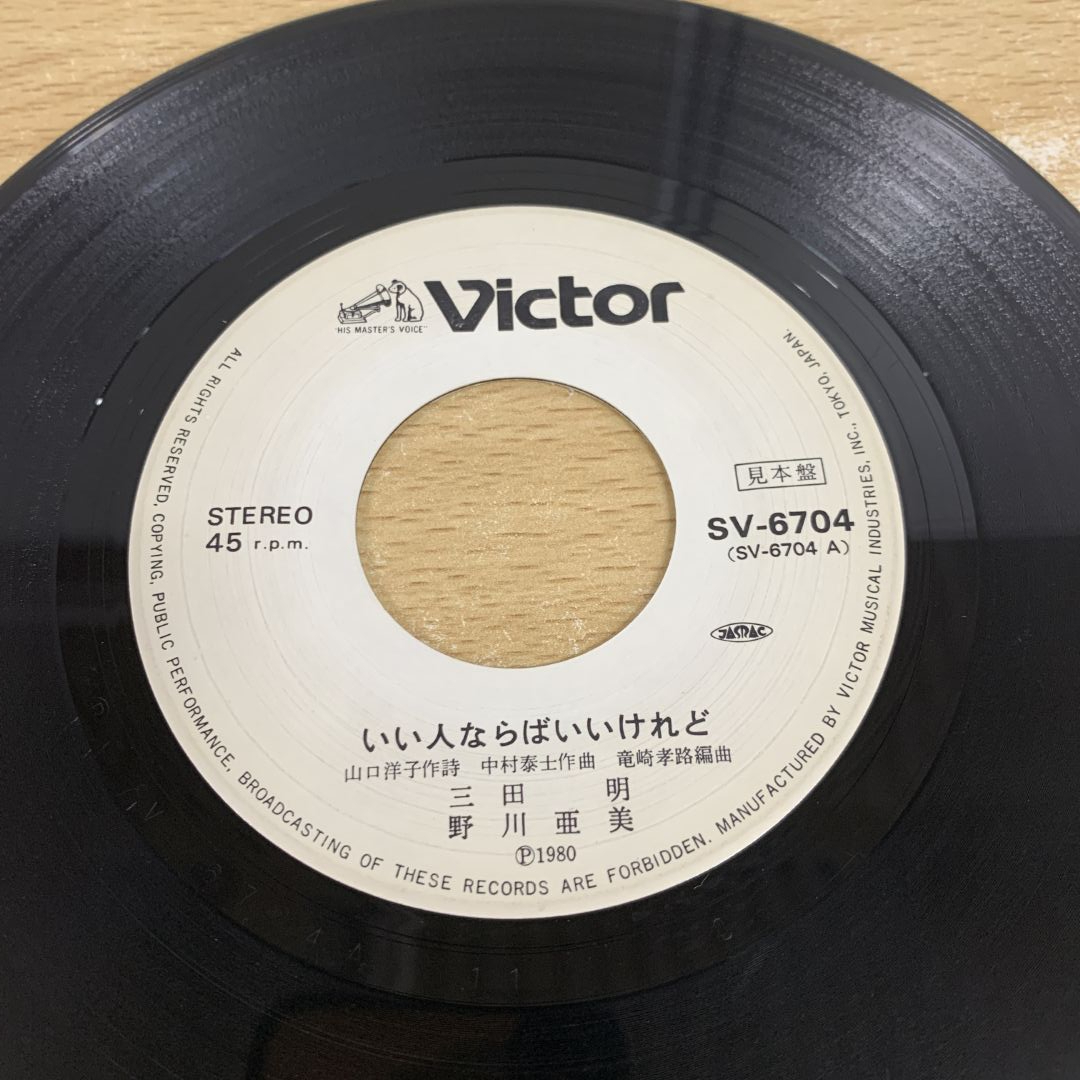 Victor
"HIS MASTER'S VOICE"
見本盤
STEREO
45 r.p.m.
SV-6704
(SV-6704 A)
JASRAC
いい人ならばいいけれど
山口洋子作詩 中村泰士作曲 竜崎孝路編曲
三田 明
野川亜美
Ⓟ1980
ALL RIGHTS RESERVED, COPYING, PUBLIC PERFORMANCE, BROADCASTING OF THESE RECORDS ARE FORBIDDEN. MANUFACTURED BY VICTOR MUSICAL INDUSTRIES, INC., TOKYO, JAPAN.